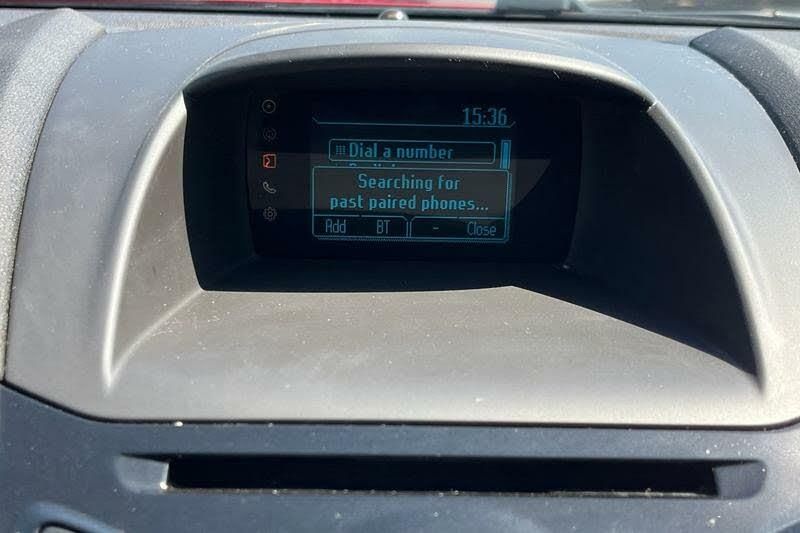 15:36
Dial a number
Searching for
past paired phones...
Add BT - Close